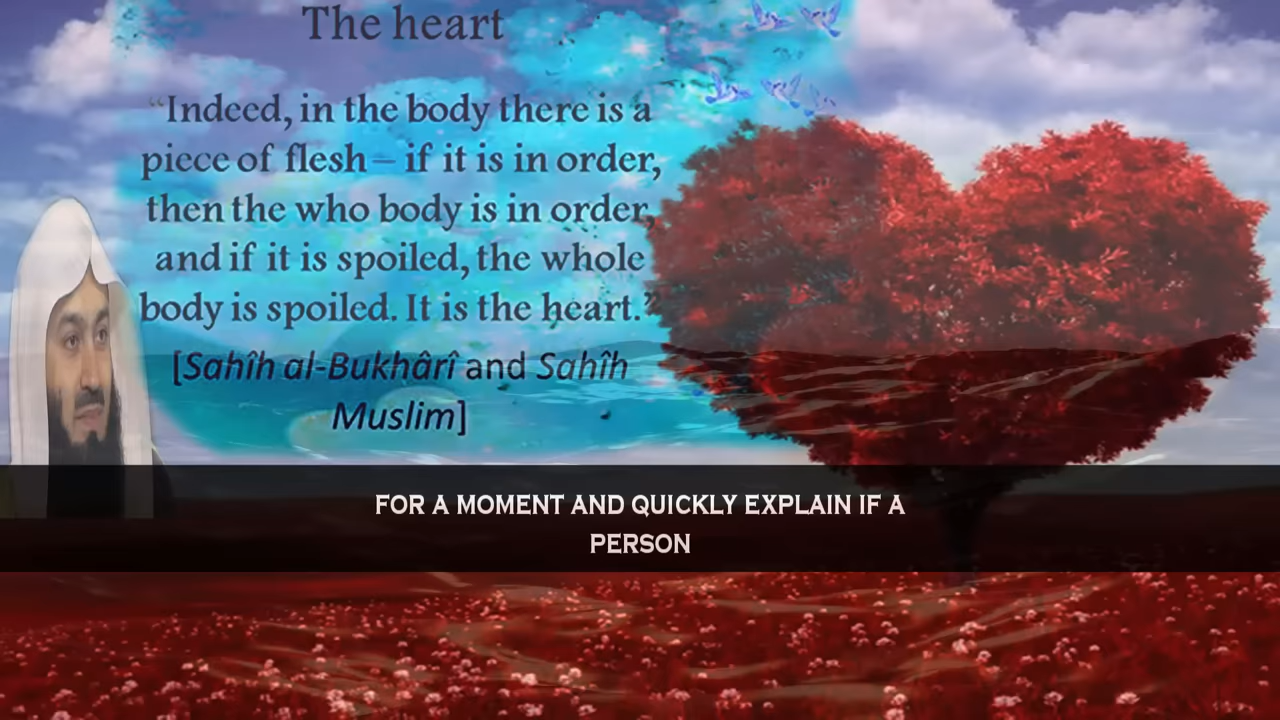 The heart
“Indeed, in the body there is a
piece of flesh – if it is in order,
then the who body is in order,
and if it is spoiled, the whole
body is spoiled. It is the heart.”
[Sahîh al-Bukhârî and Sahîh
Muslim]
FOR A MOMENT AND QUICKLY EXPLAIN IF A
PERSON